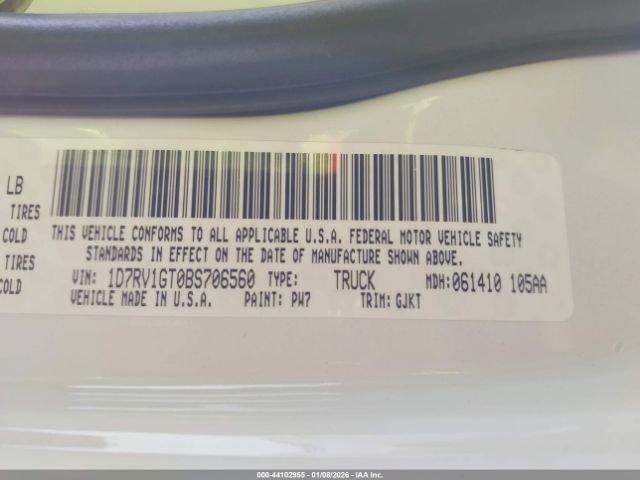 LB
TIRES
COLD
TIRES
COLD
THIS VEHICLE CONFORMS TO ALL APPLICABLE U.S.A. FEDERAL MOTOR VEHICLE SAFETY
STANDARDS IN EFFECT ON THE DATE OF MANUFACTURE SHOWN ABOVE.
VIN: 1D7RV1GT0BS706560 TYPE: TRUCK MDH: 061410 105AA
VEHICLE MADE IN U.S.A. PAINT: PW7 TRIM: GJKT
000-44102955 - 01/08/2026 - IAA Inc.